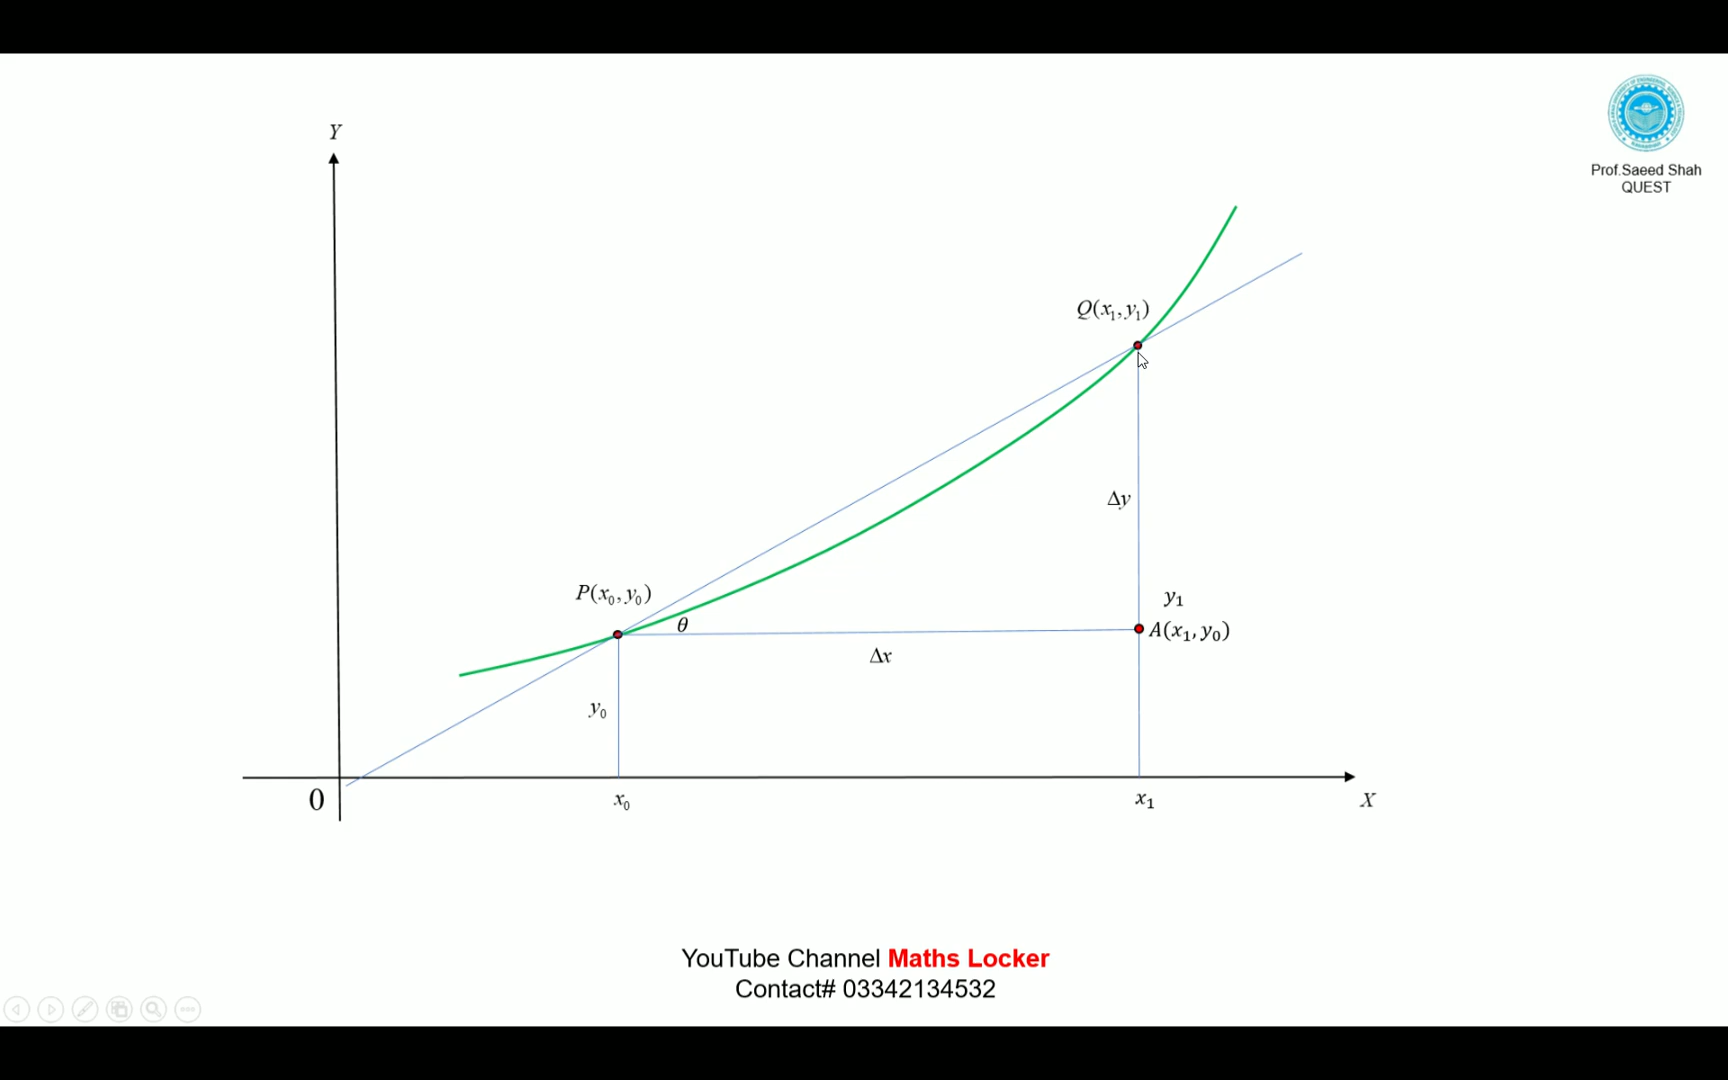 Y
Prof.Saeed Shah
QUEST
Q(x₁,y₁)
Δy
P(x₀,y₀)
θ
y₁
A(x₁,y₀)
Δx
y₀
0
x₀
x₁
X
YouTube Channel Maths Locker
Contact# 03342134532